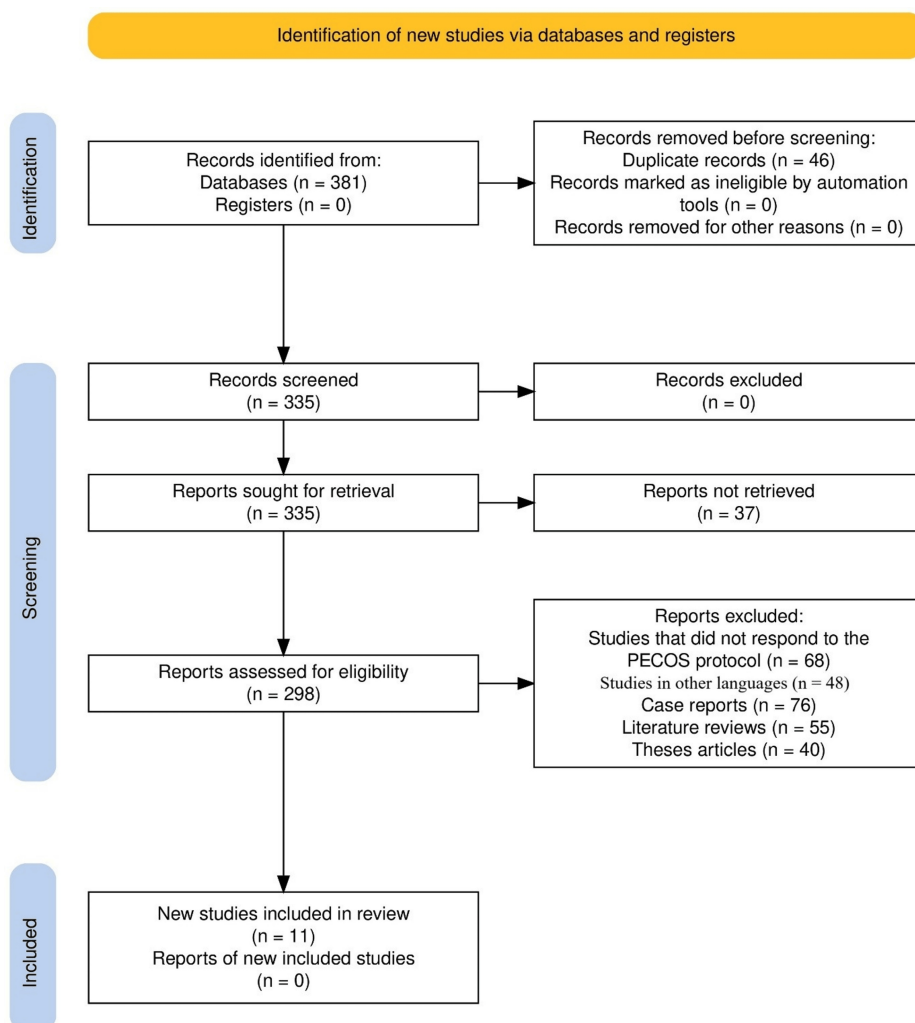 Identification of new studies via databases and registers
Identification
Records identified from:
Databases (n = 381)
Registers (n = 0)
Records removed before screening:
Duplicate records (n = 46)
Records marked as ineligible by automation
tools (n = 0)
Records removed for other reasons (n = 0)
Screening
Records screened
(n = 335)
Records excluded
(n = 0)
Reports sought for retrieval
(n = 335)
Reports not retrieved
(n = 37)
Reports assessed for eligibility
(n = 298)
Reports excluded:
Studies that did not respond to the
PECOS protocol (n = 68)
Studies in other languages (n = 48)
Case reports (n = 76)
Literature reviews (n = 55)
Theses articles (n = 40)
Included
New studies included in review
(n = 11)
Reports of new included studies
(n = 0)